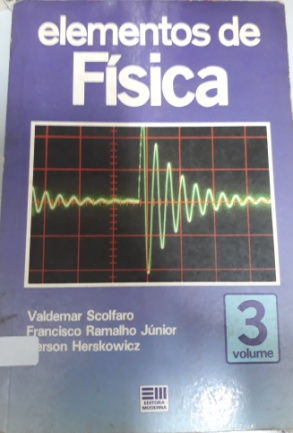 elementos de
Física
Valdemar Scolfaro
Francisco Ramalho Júnior
Herskowicz
3
volume
EDITORA
MODERNA